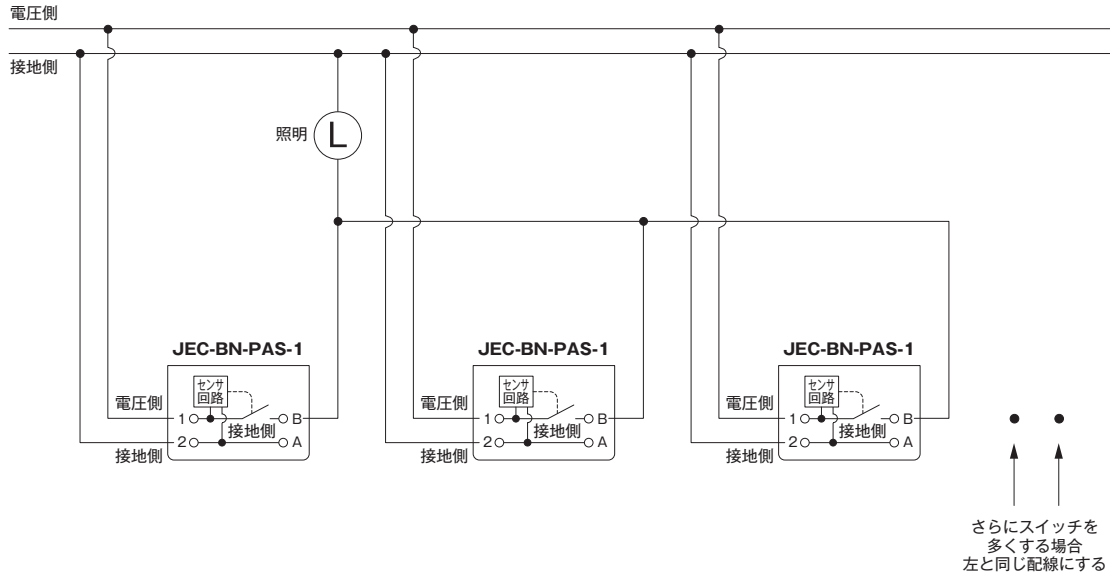 電圧側
接地側
照明
L
JEC-BN-PAS-1
センサ
回路
電圧側
1
B
接地側
2
A
接地側
JEC-BN-PAS-1
センサ
回路
電圧側
1
B
接地側
2
A
接地側
JEC-BN-PAS-1
センサ
回路
電圧側
1
B
接地側
2
A
接地側
さらにスイッチを
多くする場合
左と同じ配線にする